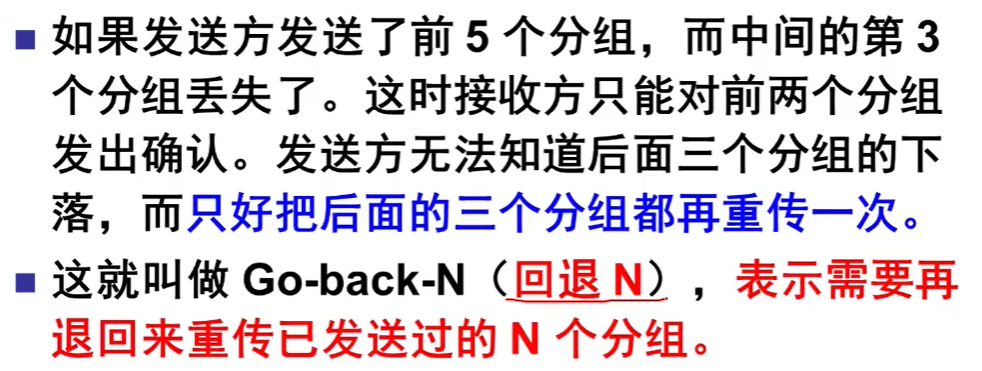 ■ 如果发送方发送了前 5 个分组，而中间的第 3
个分组丢失了。这时接收方只能对前两个分组
发出确认。发送方无法知道后面三个分组的下
落，而只好把后面的三个分组都再重传一次。
■ 这就叫做 Go-back-N（回退 N），表示需要再
退回来重传已发送过的 N 个分组。